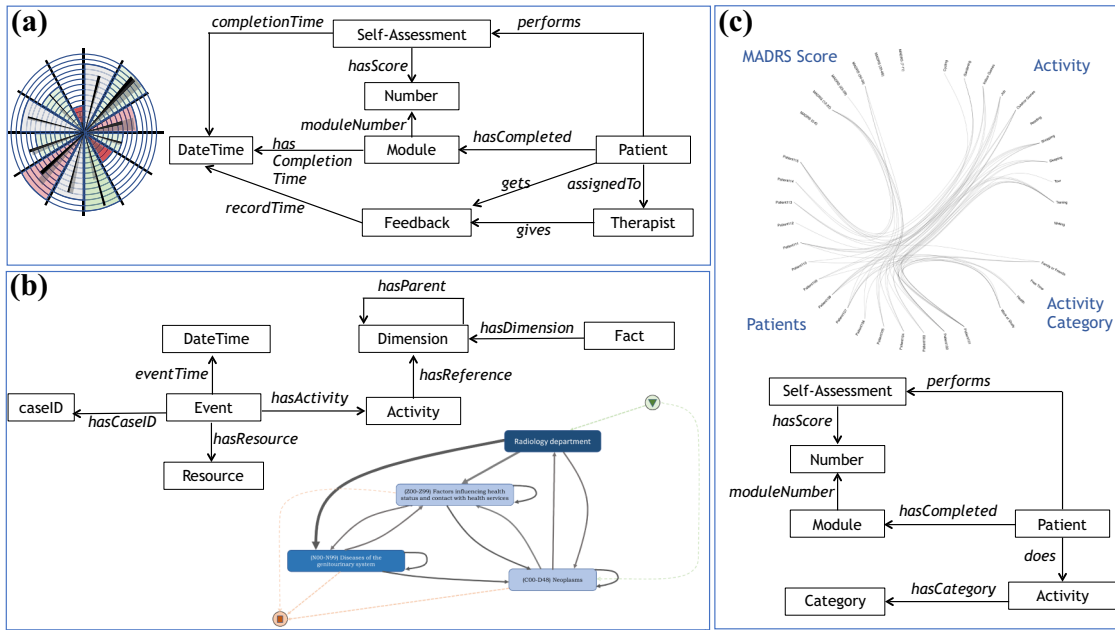 (a)
completionTime
Self-Assessment
performs
hasScore
Number
moduleNumber
DateTime
has
Completion
Time
Module
hasCompleted
Patient
gets
assignedTo
recordTime
Feedback
gives
Therapist
(b)
hasParent
DateTime
Dimension
hasDimension
Fact
eventTime
hasReference
caseID
hasCaseID
Event
hasActivity
Activity
hasResource
Resource
Radiology department
(Z00-Z99) Factors influencing health
status and contact with health services
(N00-N99) Diseases of the
genitourinary system
(C00-D48) Neoplasms
(c)
MADRS Score
Activity
Patients
Activity
Category
Self-Assessment
performs
hasScore
Number
moduleNumber
Module
hasCompleted
Patient
does
Category
hasCategory
Activity